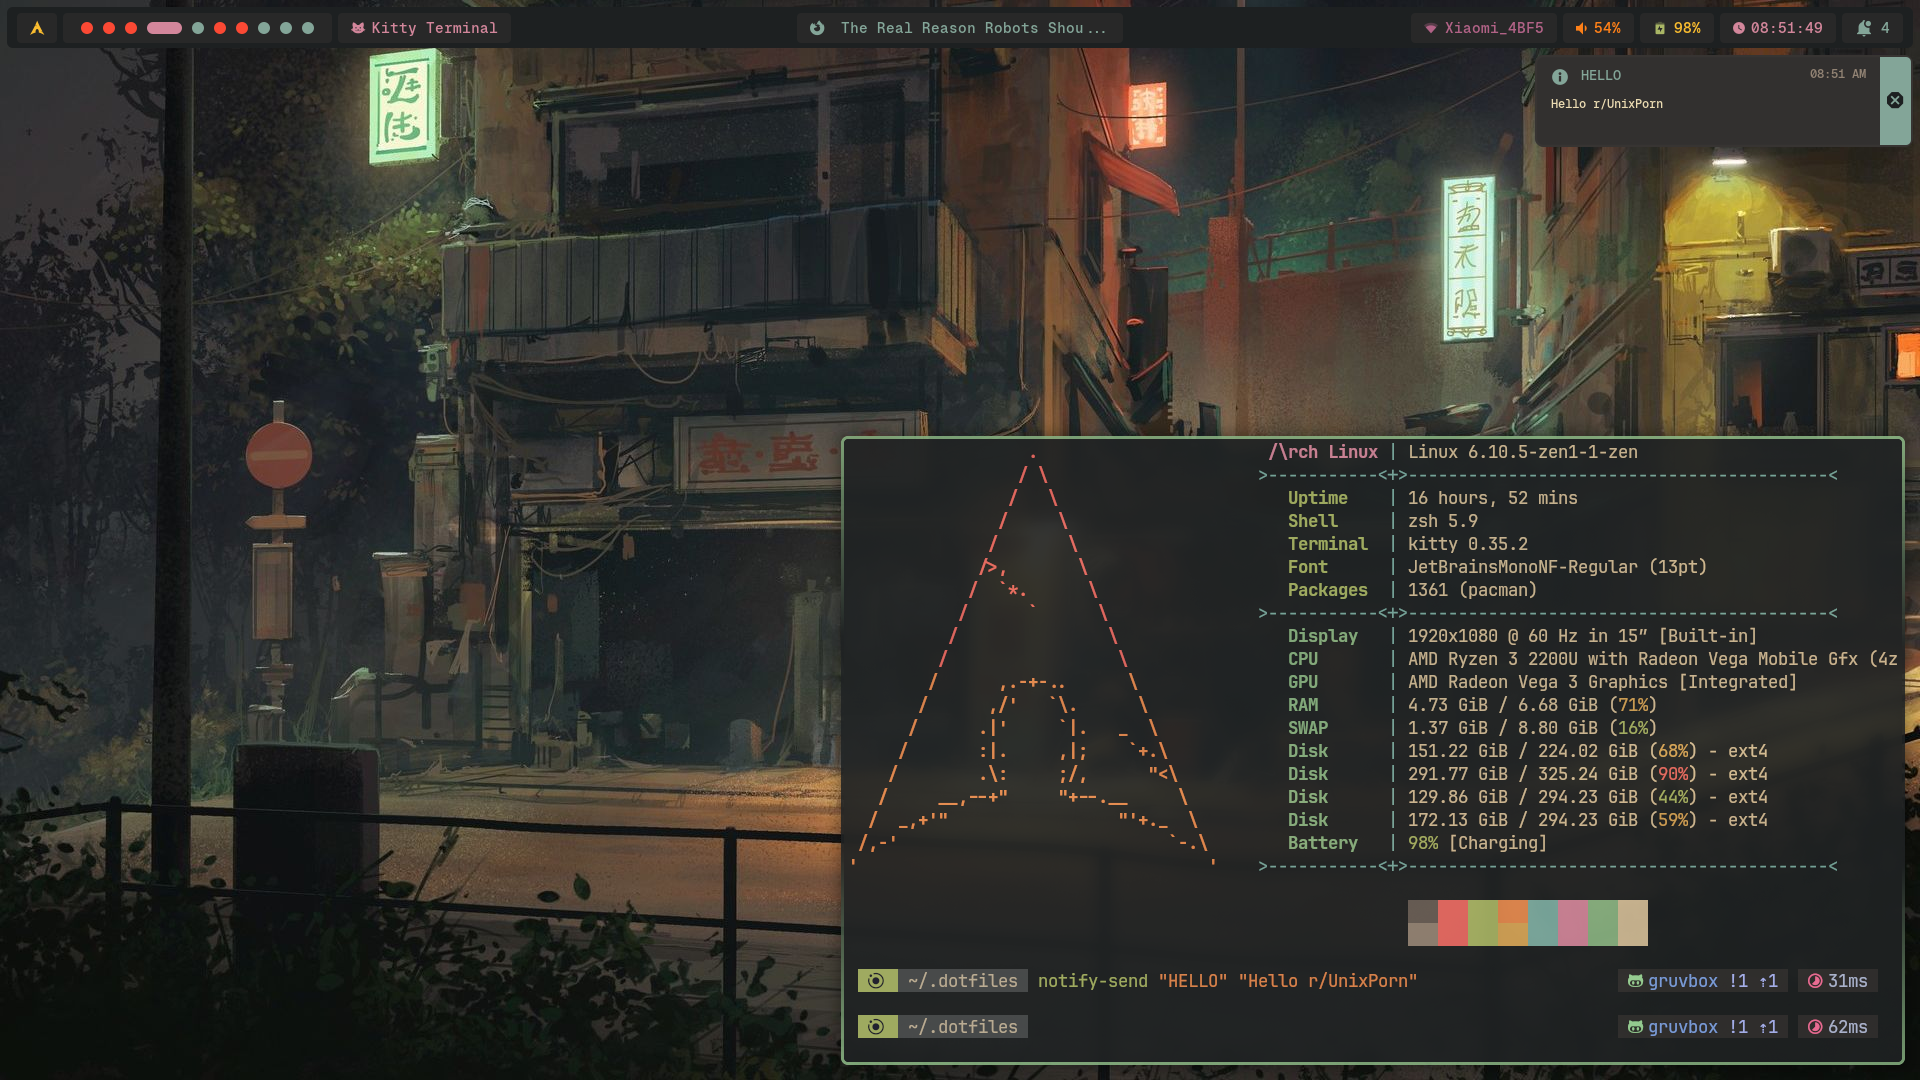 Kitty Terminal
The Real Reason Robots Shou...
Xiaomi_4BF5
54%
98%
08:51:49
4
HELLO
08:51 AM
Hello r/UnixPorn
/\rch Linux | Linux 6.10.5-zen1-1-zen
>-----------<+>------------------------------------------<
Uptime | 16 hours, 52 mins
Shell | zsh 5.9
Terminal | kitty 0.35.2
Font | JetBrainsMonoNF-Regular (13pt)
Packages | 1361 (pacman)
>-----------<+>------------------------------------------<
Display | 1920x1080 @ 60 Hz in 15″ [Built-in]
CPU | AMD Ryzen 3 2200U with Radeon Vega Mobile Gfx (4z
GPU | AMD Radeon Vega 3 Graphics [Integrated]
RAM | 4.73 GiB / 6.68 GiB (71%)
SWAP | 1.37 GiB / 8.80 GiB (16%)
Disk | 151.22 GiB / 224.02 GiB (68%) - ext4
Disk | 291.77 GiB / 325.24 GiB (90%) - ext4
Disk | 129.86 GiB / 294.23 GiB (44%) - ext4
Disk | 172.13 GiB / 294.23 GiB (59%) - ext4
Battery | 98% [Charging]
>-----------<+>------------------------------------------<
~/.dotfiles notify-send "HELLO" "Hello r/UnixPorn" gruvbox !1 ↑1 31ms
~/.dotfiles gruvbox !1 ↑1 62ms